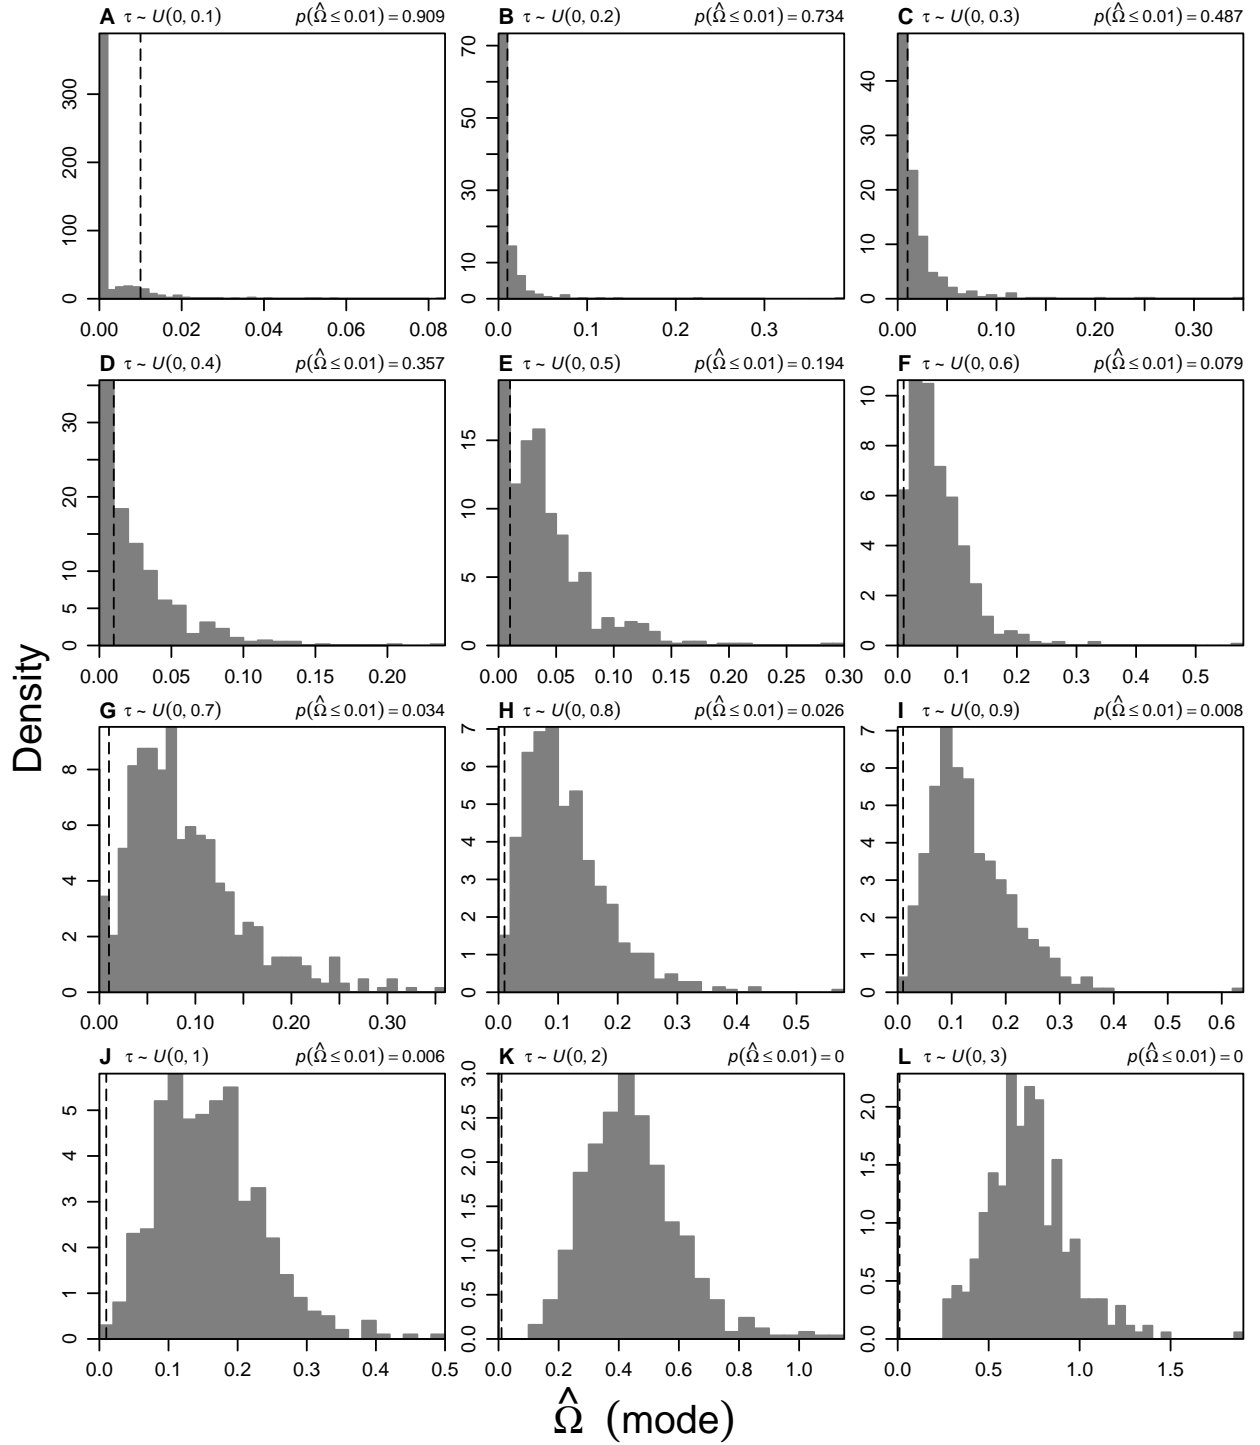 A τ ~ U(0, 0.1) p(Ω̂ ≤ 0.01) = 0.909
B τ ~ U(0, 0.2) p(Ω̂ ≤ 0.01) = 0.734
C τ ~ U(0, 0.3) p(Ω̂ ≤ 0.01) = 0.487
0 100 200 300
0.00 0.02 0.04 0.06 0.08
0 10 30 50 70
0.0 0.1 0.2 0.3
0 10 20 30 40
0.00 0.10 0.20 0.30
D τ ~ U(0, 0.4) p(Ω̂ ≤ 0.01) = 0.357
E τ ~ U(0, 0.5) p(Ω̂ ≤ 0.01) = 0.194
F τ ~ U(0, 0.6) p(Ω̂ ≤ 0.01) = 0.079
0 5 10 20 30
0.00 0.05 0.10 0.15 0.20
0 5 10 15
0.00 0.05 0.10 0.15 0.20 0.25 0.30
0 2 4 6 8 10
0.0 0.1 0.2 0.3 0.4 0.5
G τ ~ U(0, 0.7) p(Ω̂ ≤ 0.01) = 0.034
H τ ~ U(0, 0.8) p(Ω̂ ≤ 0.01) = 0.026
I τ ~ U(0, 0.9) p(Ω̂ ≤ 0.01) = 0.008
0 2 4 6 8
0.00 0.10 0.20 0.30
0 1 2 3 4 5 6 7
0.0 0.1 0.2 0.3 0.4 0.5
0 1 2 3 4 5 6 7
0.0 0.1 0.2 0.3 0.4 0.5 0.6
J τ ~ U(0, 1) p(Ω̂ ≤ 0.01) = 0.006
K τ ~ U(0, 2) p(Ω̂ ≤ 0.01) = 0
L τ ~ U(0, 3) p(Ω̂ ≤ 0.01) = 0
0 1 2 3 4 5
0.0 0.1 0.2 0.3 0.4 0.5
0.0 0.5 1.0 1.5 2.0 2.5 3.0
0.2 0.4 0.6 0.8 1.0
0.0 0.5 1.0 1.5 2.0
0.0 0.5 1.0 1.5
0.0
Density
Ω̂ (mode)